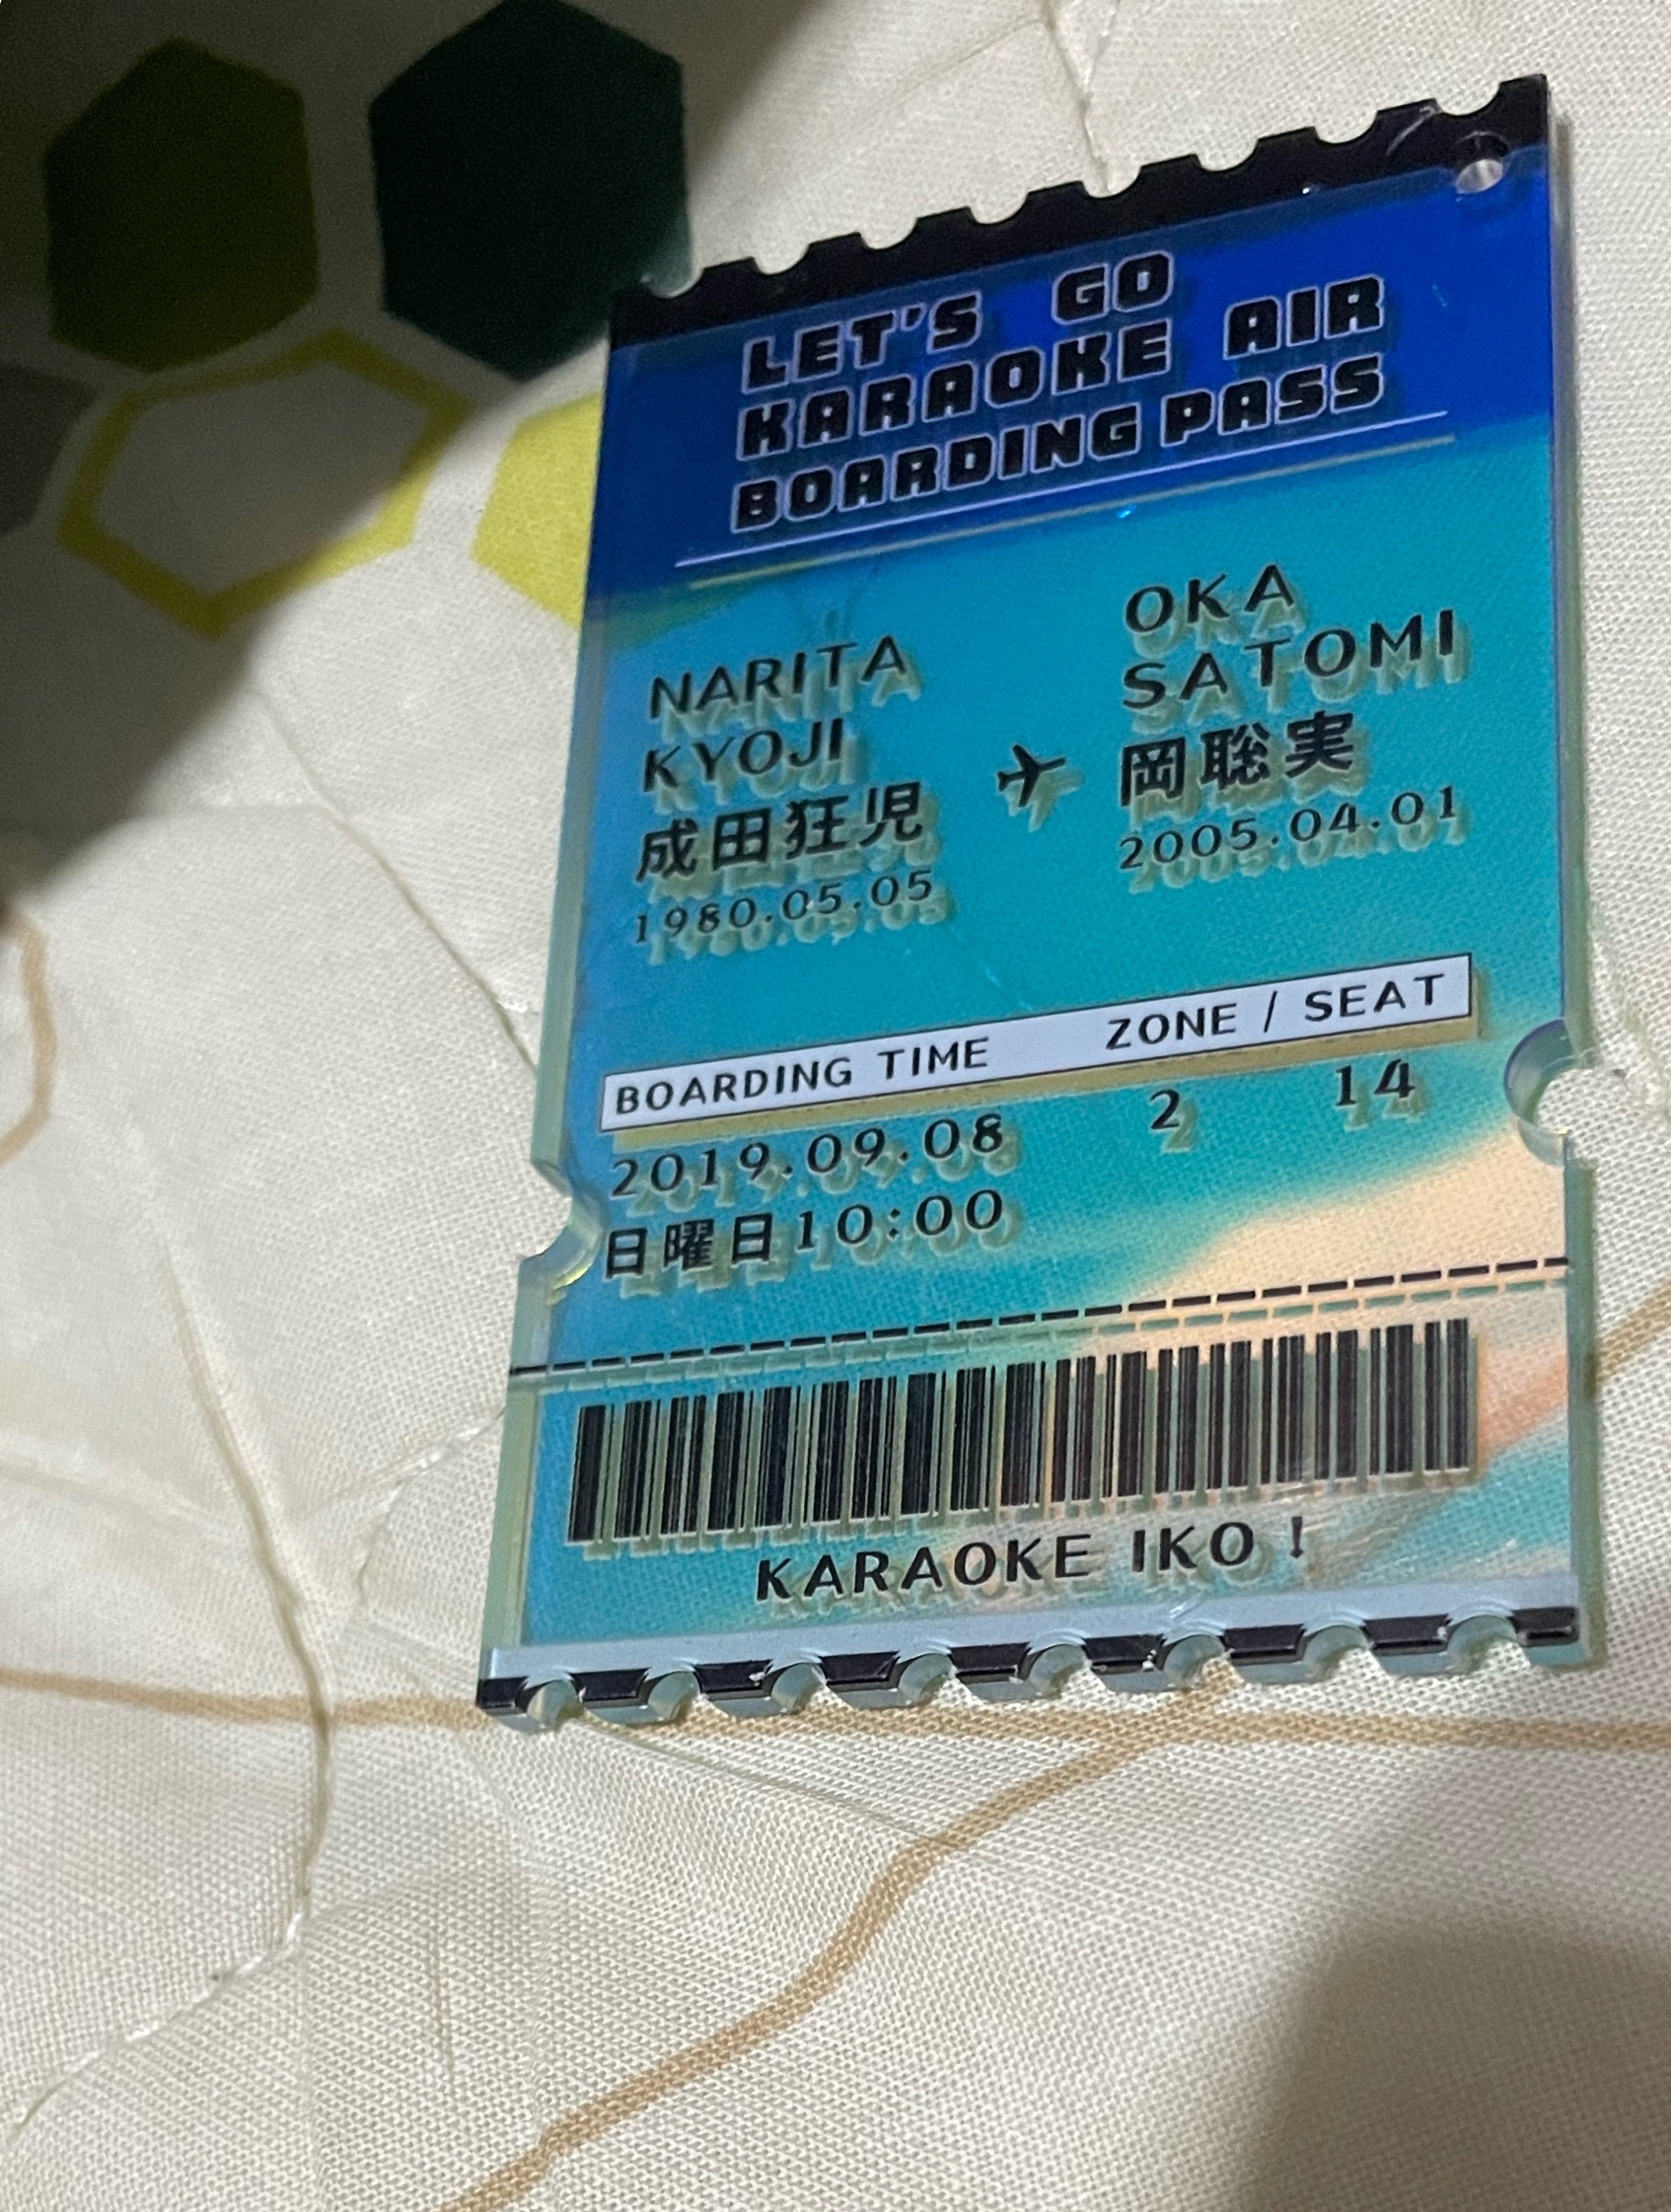 LET'S GO
KARAOKE AIR
BOARDING PASS
NARITA
KYOJI
成田狂児
1980.05.05
OKA
SATOMI
岡聡実
2005.04.01
BOARDING TIME ZONE / SEAT
2019.09.08 2 14
日曜日10:00
KARAOKE IKO !